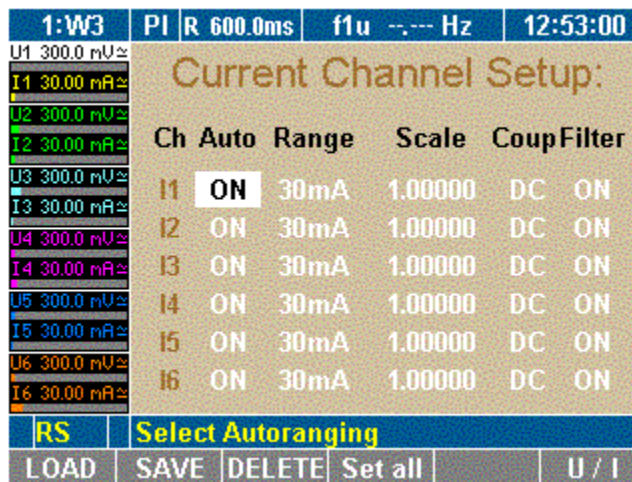 1:W3 PI R 600.0ms f1u --.--- Hz 12:53:00
U1 300.0 mV≃
I1 30.00 mA≃
U2 300.0 mV≃
I2 30.00 mA≃
U3 300.0 mV≃
I3 30.00 mA≃
U4 300.0 mV≃
I4 30.00 mA≃
U5 300.0 mV≃
I5 30.00 mA≃
U6 300.0 mV≃
I6 30.00 mA≃
Current Channel Setup:
Ch Auto Range Scale Coup Filter
I1 ON 30mA 1.00000 DC ON
I2 ON 30mA 1.00000 DC ON
I3 ON 30mA 1.00000 DC ON
I4 ON 30mA 1.00000 DC ON
I5 ON 30mA 1.00000 DC ON
I6 ON 30mA 1.00000 DC ON
RS Select Autoranging
LOAD SAVE DELETE Set all U / I